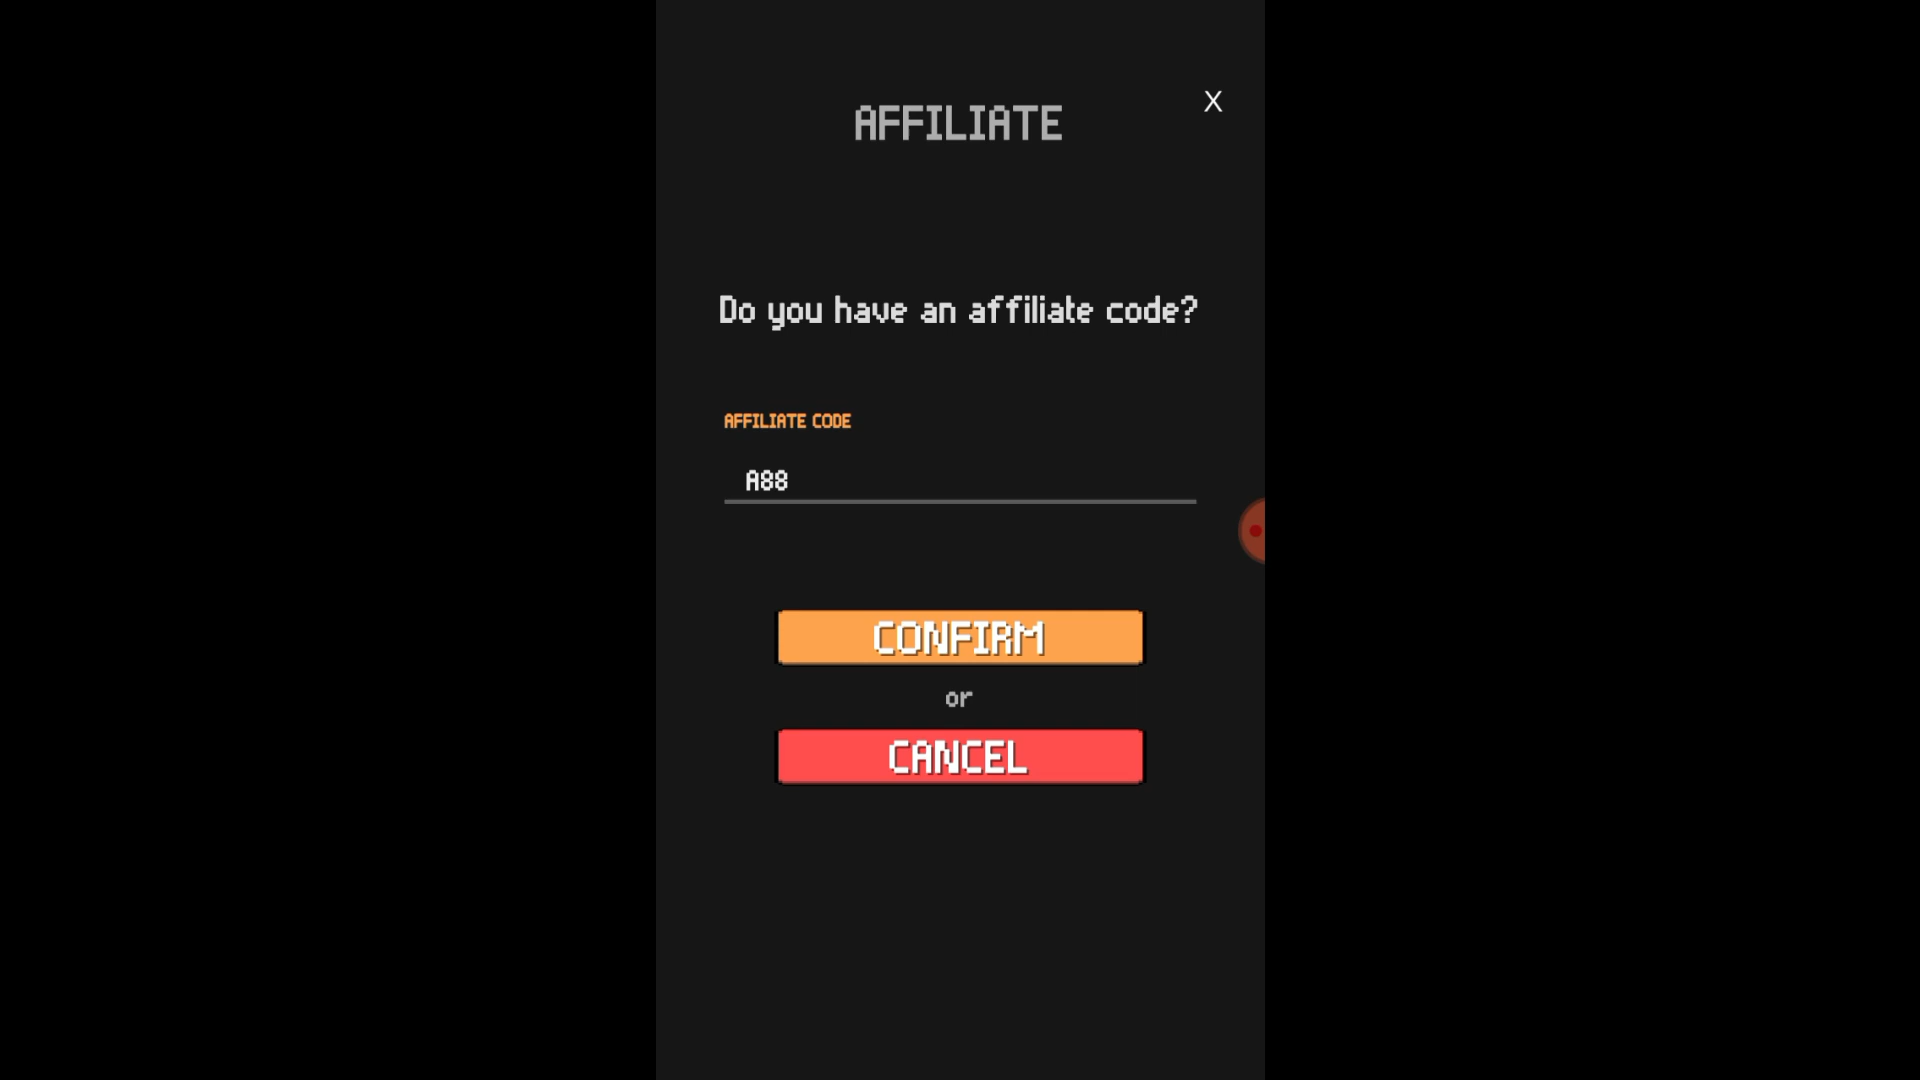 AFFILIATE
X
Do you have an affiliate code?
AFFILIATE CODE
A88
CONFIRM
or
CANCEL